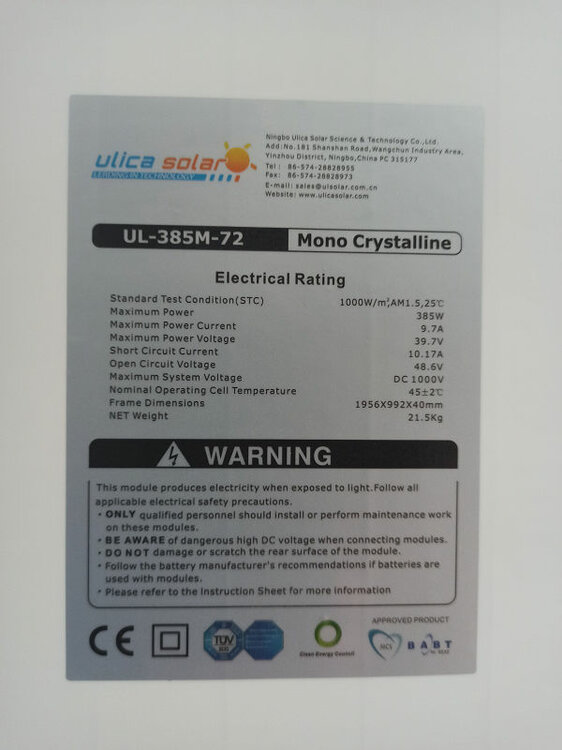 ulica solar
LEADING IN TECHNOLOGY
Ningbo Ulica Solar Science & Technology Co.,Ltd.
Add:No.181 Shanshan Road,Wangchun Industry Area,
Yinzhou District, Ningbo,China PC 315177
Tel: 86-574-28828955
Fax: 86-574-28828973
E-mail: sales@ulsolar.com.cn
Website: www.ulicasolar.com
UL-385M-72 Mono Crystalline
Electrical Rating
Standard Test Condition(STC) 1000W/m²,AM1.5,25℃
Maximum Power 385W
Maximum Power Current 9.7A
Maximum Power Voltage 39.7V
Short Circuit Current 10.17A
Open Circuit Voltage 48.6V
Maximum System Voltage DC 1000V
Nominal Operating Cell Temperature 45±2℃
Frame Dimensions 1956X992X40mm
NET Weight 21.5Kg
WARNING
This module produces electricity when exposed to light.Follow all
applicable electrical safety precautions.
· ONLY qualified personnel should install or perform maintenance work
on these modules.
· BE AWARE of dangerous high DC voltage when connecting modules.
· DO NOT damage or scratch the rear surface of the module.
· Follow the battery manufacturer's recommendations if batteries are
used with modules.
· Please refer to the Instruction Sheet for more information
APPROVED PRODUCT
CE TÜV Clean Energy Council MCS BABT